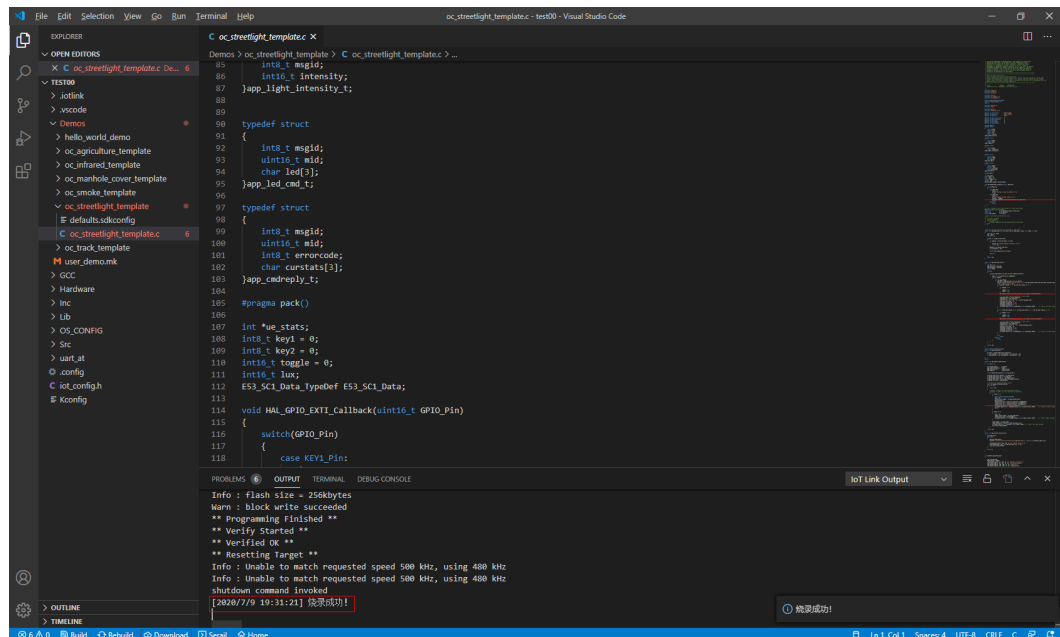 File Edit Selection View Go Run Terminal Help
oc_streetlight_template.c - test00 - Visual Studio Code
EXPLORER
OPEN EDITORS
C oc_streetlight_template.c De... 6
TEST00
.iotlink
.vscode
Demos
hello_world_demo
oc_agriculture_template
oc_infrared_template
oc_manhole_cover_template
oc_smoke_template
oc_streetlight_template
defaults.sdkconfig
C oc_streetlight_template.c 6
oc_track_template
M user_demo.mk
GCC
Hardware
Inc
Lib
OS_CONFIG
Src
uart_at
.config
C iot_config.h
Kconfig
OUTLINE
TIMELINE
C oc_streetlight_template.c
Demos > oc_streetlight_template > C oc_streetlight_template.c > ...
85 int8_t msgid;
86 int16_t intensity;
87 }app_light_intensity_t;
88
89
90 typedef struct
91 {
92 int8_t msgid;
93 uint16_t mid;
94 char led[3];
95 }app_led_cmd_t;
96
97 typedef struct
98 {
99 int8_t msgid;
100 uint16_t mid;
101 int8_t errorcode;
102 char curstats[3];
103 }app_cmdreply_t;
104
105 #pragma pack()
106
107 int *ue_stats;
108 int8_t key1 = 0;
109 int8_t key2 = 0;
110 int16_t toggle = 0;
111 int16_t lux;
112 E53_SC1_Data_TypeDef E53_SC1_Data;
113
114 void HAL_GPIO_EXTI_Callback(uint16_t GPIO_Pin)
115 {
116 switch(GPIO_Pin)
117 {
118 case KEY1_Pin:
PROBLEMS 6 OUTPUT TERMINAL DEBUG CONSOLE
IoT Link Output
Info : flash size = 256kbytes
Warn : block write succeeded
** Programming Finished **
** Verify Started **
** Verified OK **
** Resetting Target **
Info : Unable to match requested speed 500 kHz, using 480 kHz
Info : Unable to match requested speed 500 kHz, using 480 kHz
shutdown command invoked
[2020/7/9 19:31:21] 烧录成功!
烧录成功!
6 0 Build Rebuild Download Serail Home
Ln 1, Col 1 Spaces: 4 UTF-8 CRLF C